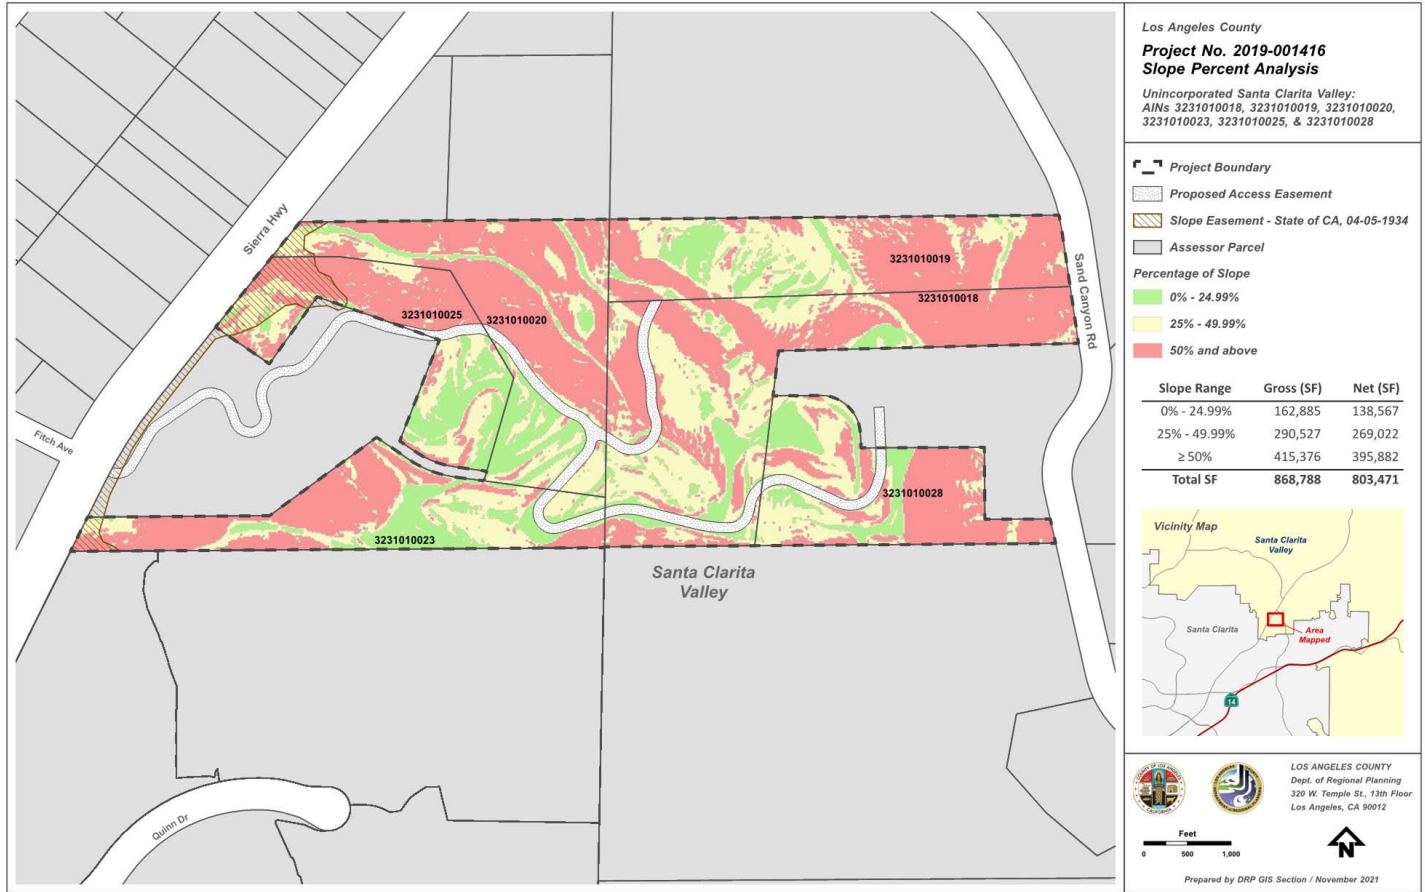 Los Angeles County
Project No. 2019-001416
Slope Percent Analysis
Unincorporated Santa Clarita Valley:
AINs 3231010018, 3231010019, 3231010020,
3231010023, 3231010025, & 3231010028
Project Boundary
Proposed Access Easement
Slope Easement - State of CA, 04-05-1934
Assessor Parcel
Percentage of Slope
0% - 24.99%
25% - 49.99%
50% and above
Slope Range Gross (SF) Net (SF)
0% - 24.99% 162,885 138,567
25% - 49.99% 290,527 269,022
≥ 50% 415,376 395,882
Total SF 868,788 803,471
Vicinity Map
Santa Clarita
Valley
Santa Clarita
Area
Mapped
14
LOS ANGELES COUNTY
Dept. of Regional Planning
320 W. Temple St., 13th Floor
Los Angeles, CA 90012
Feet
0 500 1,000
N
Prepared by DRP GIS Section / November 2021
Sierra Hwy
Sand Canyon Rd
Fitch Ave
Quinn Dr
3231010019
3231010018
3231010025
3231010020
3231010028
3231010023
Santa Clarita
Valley